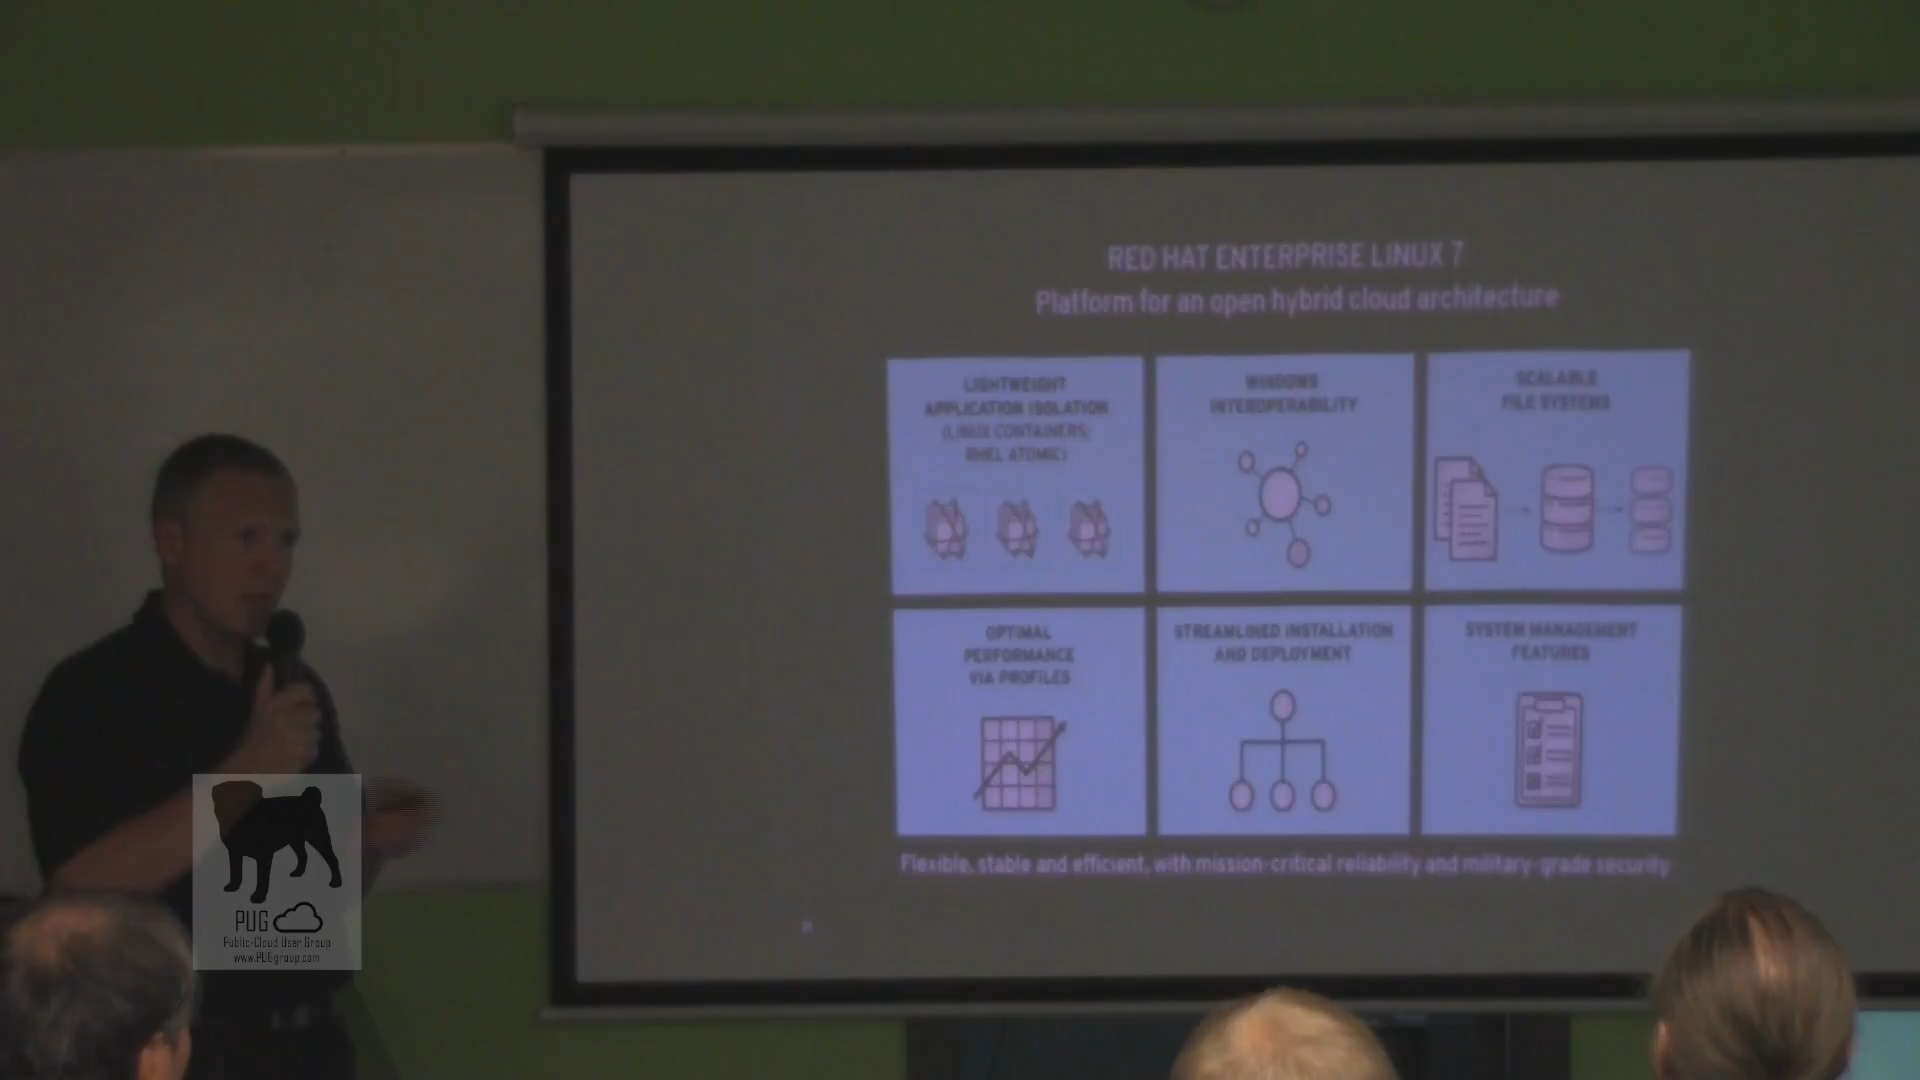 RED HAT ENTERPRISE LINUX 7
Platform for an open hybrid cloud architecture
LIGHTWEIGHT
APPLICATION ISOLATION
(LINUX CONTAINERS,
RHEL ATOMIC)
WINDOWS
INTEROPERABILITY
SCALABLE
FILE SYSTEMS
OPTIMAL
PERFORMANCE
VIA PROFILES
STREAMLINED INSTALLATION
AND DEPLOYMENT
SYSTEM MANAGEMENT
FEATURES
Flexible, stable and efficient, with mission-critical reliability and military-grade security
PUG
Public-Cloud User Group
www.PUGgroup.com